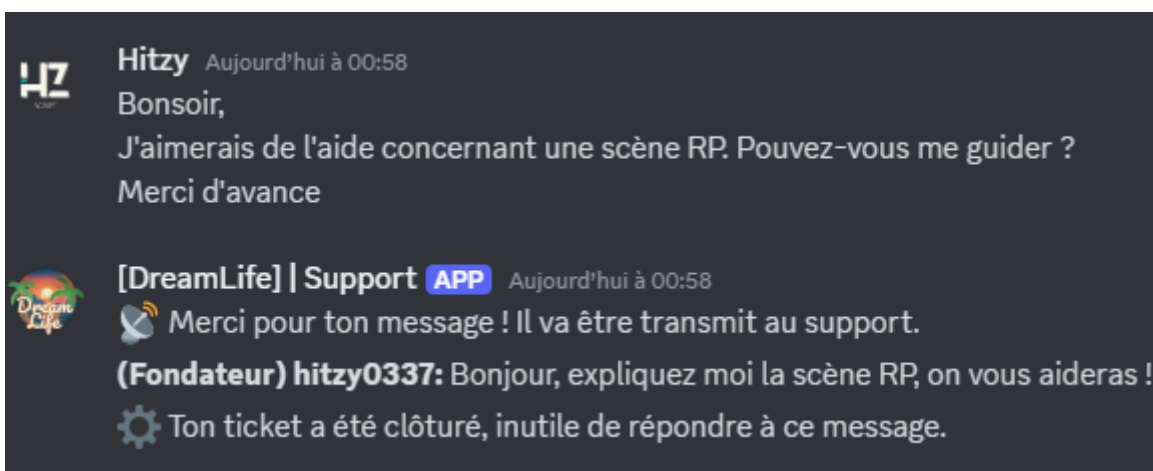 HZ
Hitzy Aujourd'hui à 00:58
Bonsoir,
J'aimerais de l'aide concernant une scène RP. Pouvez-vous me guider ?
Merci d'avance
Dream
Life
[DreamLife] | Support APP Aujourd'hui à 00:58
Merci pour ton message ! Il va être transmit au support.
(Fondateur) hitzy0337: Bonjour, expliquez moi la scène RP, on vous aideras !
Ton ticket a été clôturé, inutile de répondre à ce message.